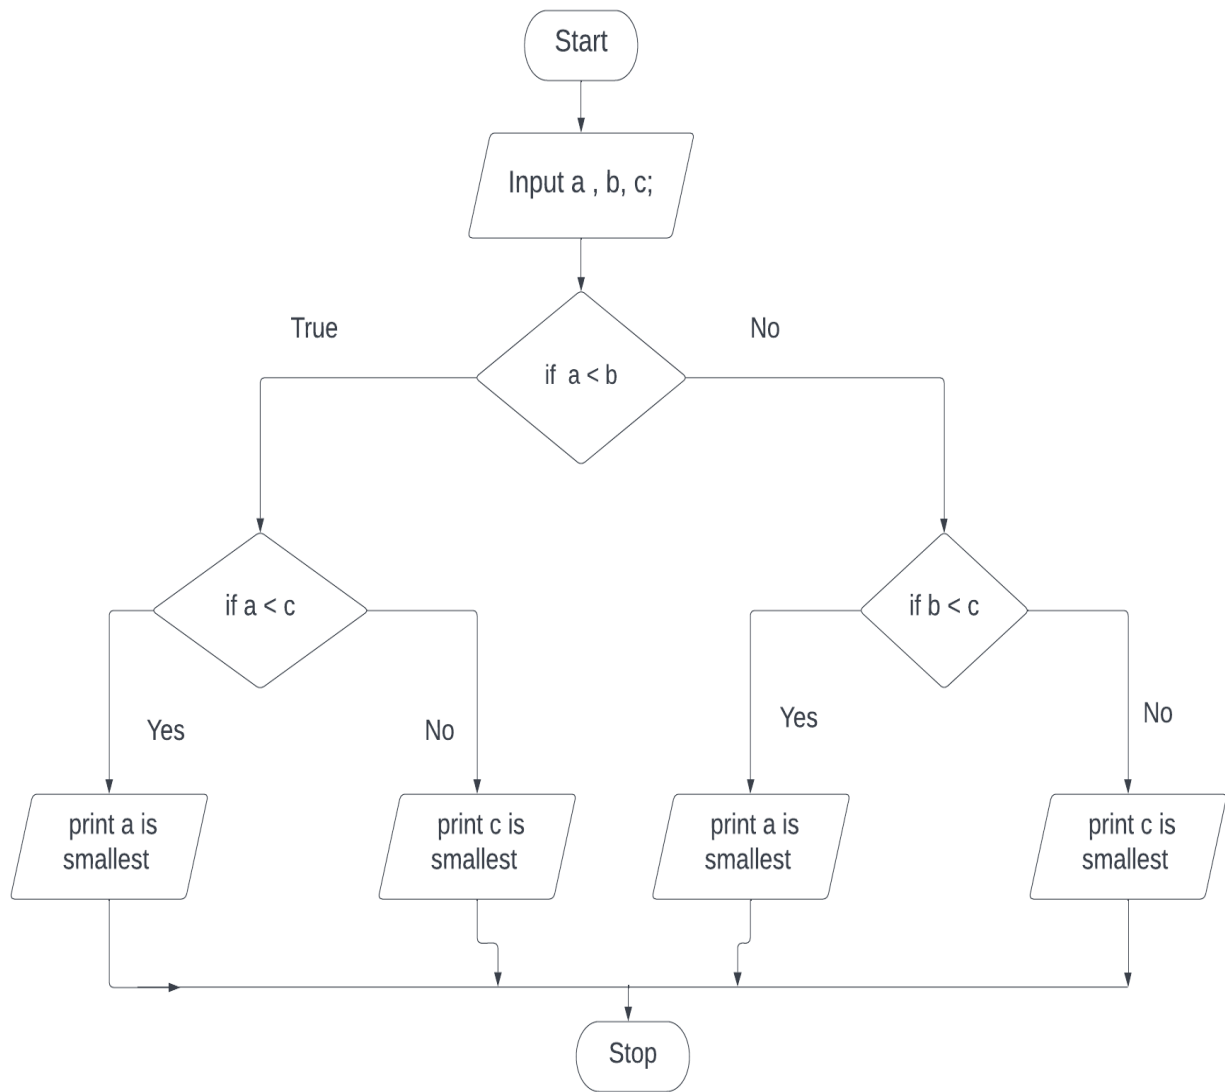 Start
Input a , b, c;
True
No
if a < b
if a < c
if b < c
Yes
No
Yes
No
print a is
smallest
print c is
smallest
print a is
smallest
print c is
smallest
Stop